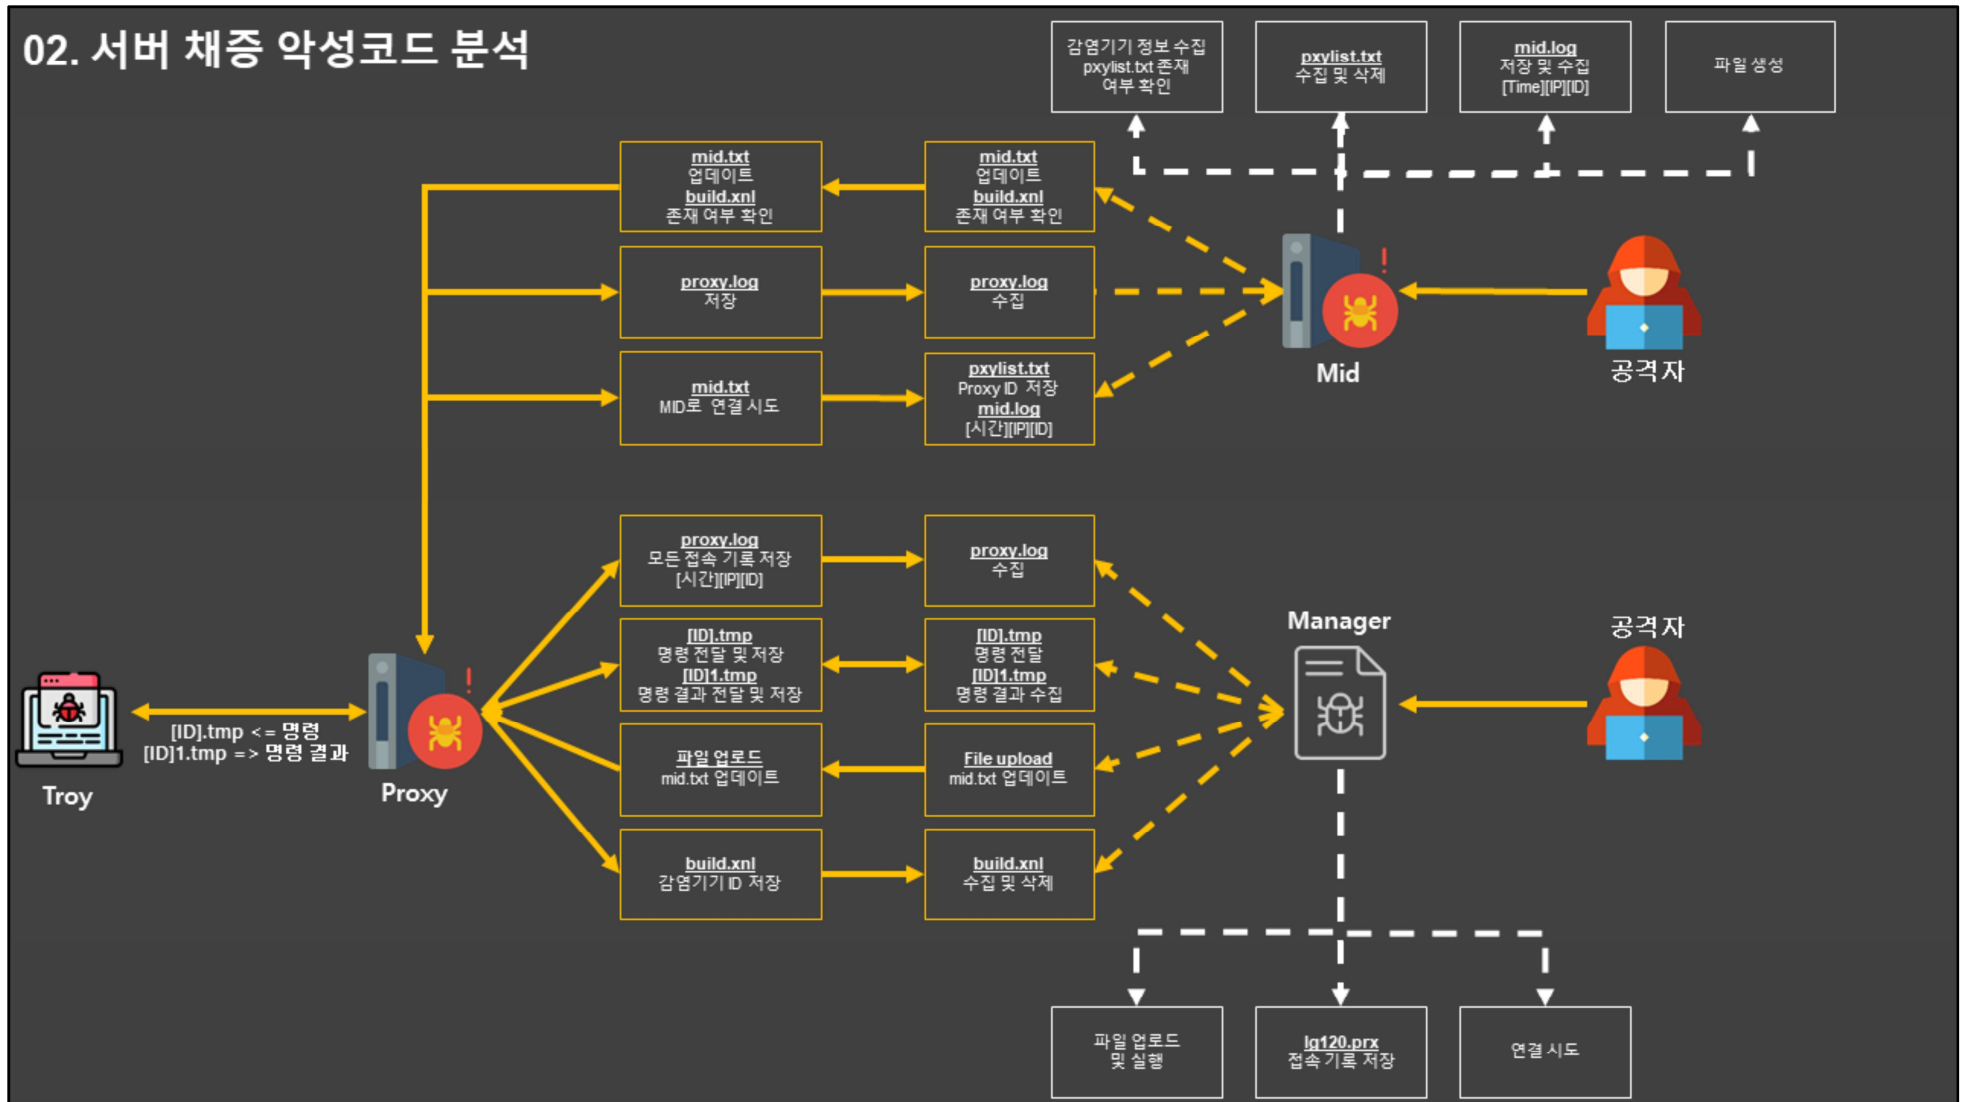 02. 서버 채증 악성코드 분석
감염기기 정보 수집
pxylist.txt 존재
여부 확인
pxylist.txt
수집 및 삭제
mid.log
저장 및 수집
[Time][IP][ID]
파일 생성
mid.txt
업데이트
build.xnl
존재 여부 확인
mid.txt
업데이트
build.xnl
존재 여부 확인
proxy.log
저장
proxy.log
수집
mid.txt
MID로 연결 시도
pxylist.txt
Proxy ID 저장
mid.log
[시간][IP][ID]
Mid
공격자
proxy.log
모든 접속 기록 저장
[시간][IP][ID]
proxy.log
수집
[ID].tmp
명령 전달 및 저장
[ID]1.tmp
명령 결과 전달 및 저장
[ID].tmp
명령 전달
[ID]1.tmp
명령 결과 수집
파일 업로드
mid.txt 업데이트
File upload
mid.txt 업데이트
build.xnl
감염기기 ID 저장
build.xnl
수집 및 삭제
Manager
공격자
[ID].tmp <= 명령
[ID]1.tmp => 명령 결과
Troy
Proxy
파일 업로드
및 실행
lg120.prx
접속 기록 저장
연결 시도